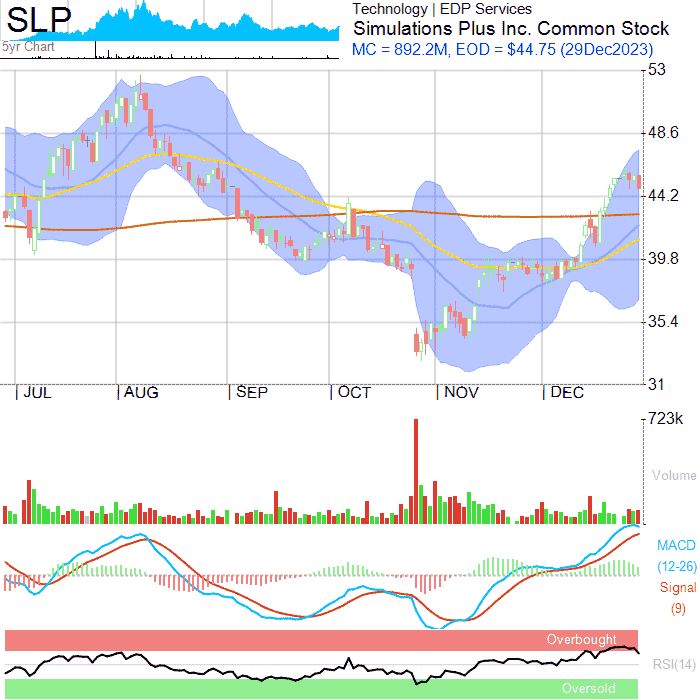 SLP
5yr Chart
Technology | EDP Services
Simulations Plus Inc. Common Stock
MC = 892.2M, EOD = $44.75 (29Dec2023)
53
48.6
44.2
39.8
35.4
31
JUL AUG SEP OCT NOV DEC
723k
Volume
MACD
(12-26)
Signal
(9)
Overbought
RSI(14)
Oversold